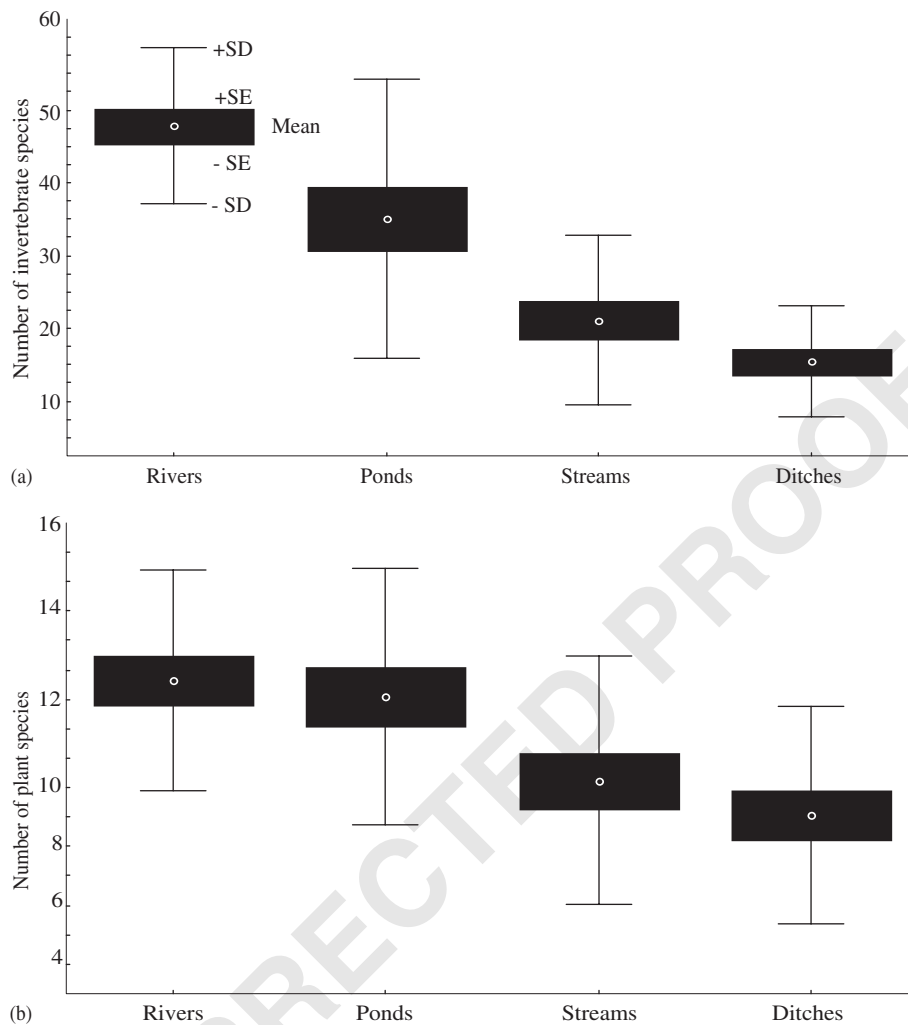 60
50
40
30
20
10
Number of invertebrate species
+SD
+SE
Mean
- SE
- SD
(a)
Rivers
Ponds
Streams
Ditches
16
14
12
10
8
6
4
Number of plant species
(b)
Rivers
Ponds
Streams
Ditches
RECTED PROOF